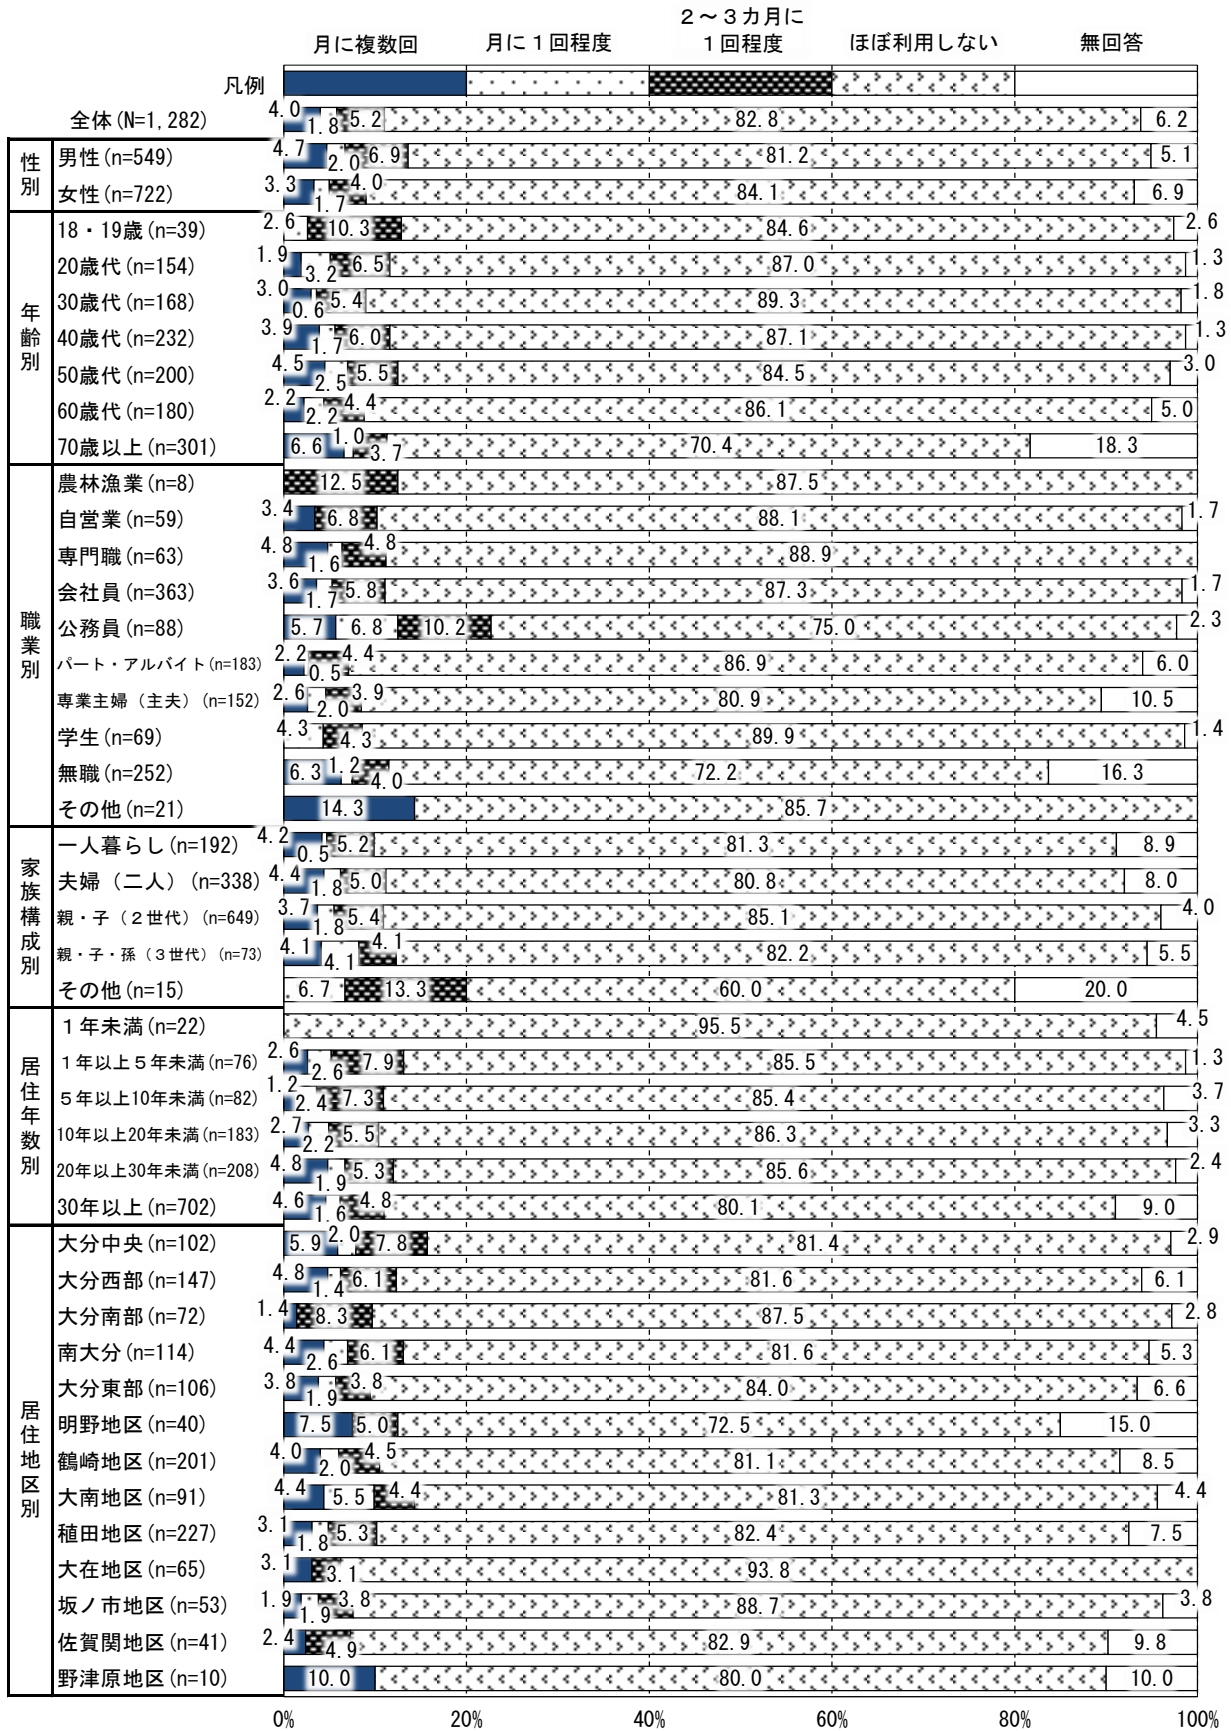 月に複数回 月に１回程度 ２～３カ月に
１回程度 ほぼ利用しない 無回答
凡例
全体(N=1,282) 4.0 1.8 5.2 82.8 6.2
性別
男性(n=549) 4.7 2.0 6.9 81.2 5.1
女性(n=722) 3.3 1.7 4.0 84.1 6.9
年齢別
18・19歳(n=39) 2.6 10.3 84.6 2.6
20歳代(n=154) 1.9 3.2 6.5 87.0 1.3
30歳代(n=168) 3.0 0.6 5.4 89.3 1.8
40歳代(n=232) 3.9 1.7 6.0 87.1 1.3
50歳代(n=200) 4.5 2.5 5.5 84.5 3.0
60歳代(n=180) 2.2 2.2 4.4 86.1 5.0
70歳以上(n=301) 6.6 1.0 3.7 70.4 18.3
職業別
農林漁業(n=8) 12.5 87.5
自営業(n=59) 3.4 6.8 88.1 1.7
専門職(n=63) 4.8 1.6 4.8 88.9
会社員(n=363) 3.6 1.7 5.8 87.3 1.7
公務員(n=88) 5.7 6.8 10.2 75.0 2.3
パート・アルバイト(n=183) 2.2 0.5 4.4 86.9 6.0
専業主婦（主夫）(n=152) 2.6 2.0 3.9 80.9 10.5
学生(n=69) 4.3 4.3 89.9 1.4
無職(n=252) 6.3 1.2 4.0 72.2 16.3
その他(n=21) 14.3 85.7
家族構成別
一人暮らし(n=192) 4.2 0.5 5.2 81.3 8.9
夫婦（二人）(n=338) 4.4 1.8 5.0 80.8 8.0
親・子（２世代）(n=649) 3.7 1.8 5.4 85.1 4.0
親・子・孫（３世代）(n=73) 4.1 4.1 4.1 82.2 5.5
その他(n=15) 6.7 13.3 60.0 20.0
居住年数別
１年未満(n=22) 95.5 4.5
１年以上５年未満(n=76) 2.6 2.6 7.9 85.5 1.3
５年以上10年未満(n=82) 1.2 2.4 7.3 85.4 3.7
10年以上20年未満(n=183) 2.7 2.2 5.5 86.3 3.3
20年以上30年未満(n=208) 4.8 1.9 5.3 85.6 2.4
30年以上(n=702) 4.6 1.6 4.8 80.1 9.0
居住地区別
大分中央(n=102) 5.9 2.0 7.8 81.4 2.9
大分西部(n=147) 4.8 1.4 6.1 81.6 6.1
大分南部(n=72) 1.4 8.3 87.5 2.8
南大分(n=114) 4.4 2.6 6.1 81.6 5.3
大分東部(n=106) 3.8 1.9 3.8 84.0 6.6
明野地区(n=40) 7.5 5.0 72.5 15.0
鶴崎地区(n=201) 4.0 2.0 4.5 81.1 8.5
大南地区(n=91) 4.4 5.5 4.4 81.3 4.4
稙田地区(n=227) 3.1 1.8 5.3 82.4 7.5
大在地区(n=65) 3.1 3.1 93.8
坂ノ市地区(n=53) 1.9 1.9 3.8 88.7 3.8
佐賀関地区(n=41) 2.4 4.9 82.9 9.8
野津原地区(n=10) 10.0 80.0 10.0
0% 20% 40% 60% 80% 100%